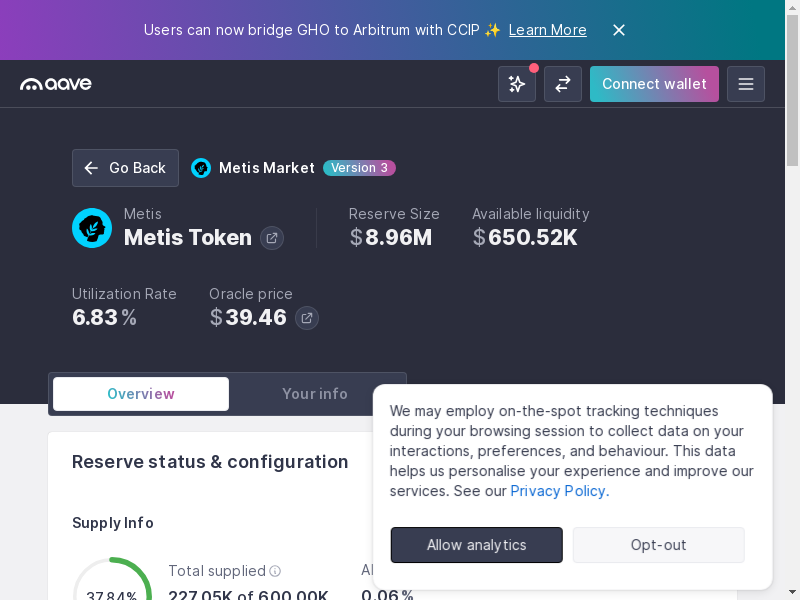 Users can now bridge GHO to Arbitrum with CCIP ✨ Learn More
aave
Connect wallet
Go Back
Metis Market
Version 3
Metis
Metis Token
Reserve Size
$8.96M
Available liquidity
$650.52K
Utilization Rate
6.83%
Oracle price
$39.46
Overview
Your info
We may employ on-the-spot tracking techniques
during your browsing session to collect data on your
interactions, preferences, and behaviour. This data
helps us personalise your experience and improve our
services. See our Privacy Policy.
Allow analytics
Opt-out
Reserve status & configuration
Supply Info
37.84%
Total supplied
227.05K of 600.00K
0.06%